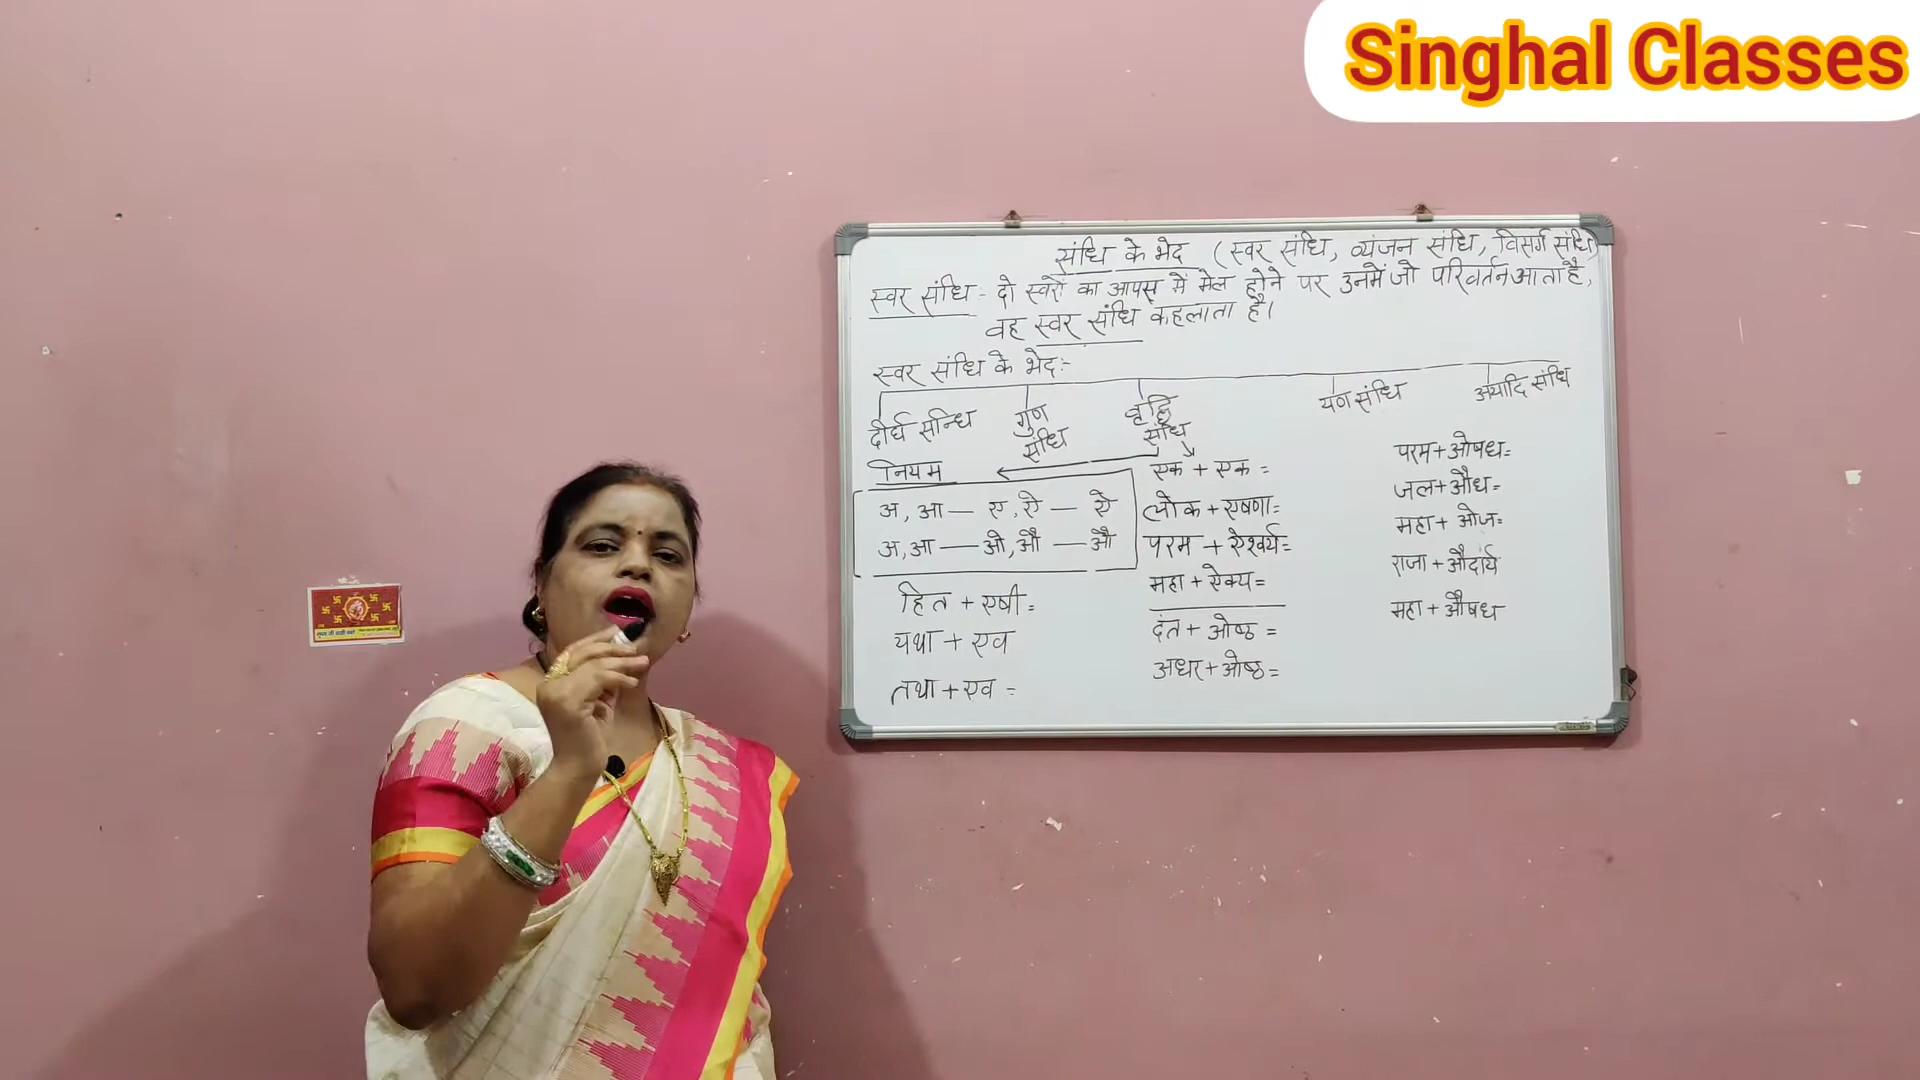 Singhal Classes
संधि के भेद (स्वर संधि, व्यंजन संधि, विसर्ग संधि)
स्वर संधि - दो स्वरों का आपस में मेल होने पर उनमें जो परिवर्तन आता है,
वह स्वर संधि कहलाता है।
स्वर संधि के भेद :-
दीर्घ सन्धि
गुण संधि
वृद्धि संधि
यण संधि
अयादि संधि
नियम
अ, आ — ए, ऐ — ऐ
अ, आ — ओ, औ — औ
हित + एषी =
यथा + एव
तथा + एव =
एक + एक =
लोक + एषणा=
परम + ऐश्वर्य=
महा + ऐक्य=
दंत + ओष्ठ =
अधर + ओष्ठ=
परम + ओषध=
जल + औध=
महा + ओज=
राजा + औदार्य
महा + औषध